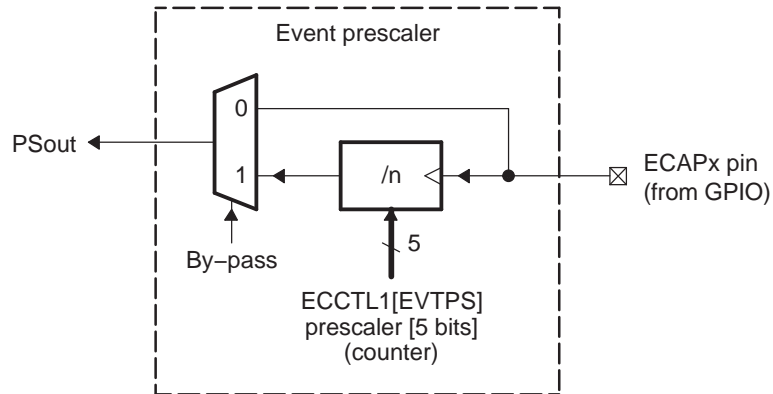 Event prescaler
0
PSout
ECAPx pin
(from GPIO)
1
/n
By−pass
5
ECCTL1[EVTPS]
prescaler [5 bits]
(counter)